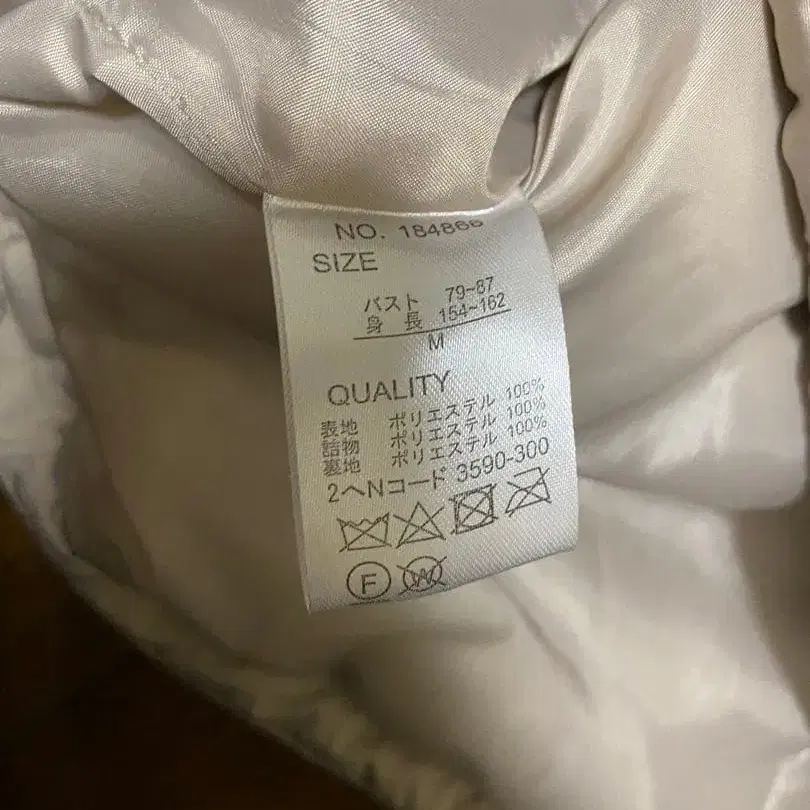 NO. 184866
SIZE
バスト 79~87
身 長 154~162
M
QUALITY
表地 ポリエステル 100%
詰物 ポリエステル 100%
裏地 ポリエステル 100%
2ヘNコード 3590-300
F W